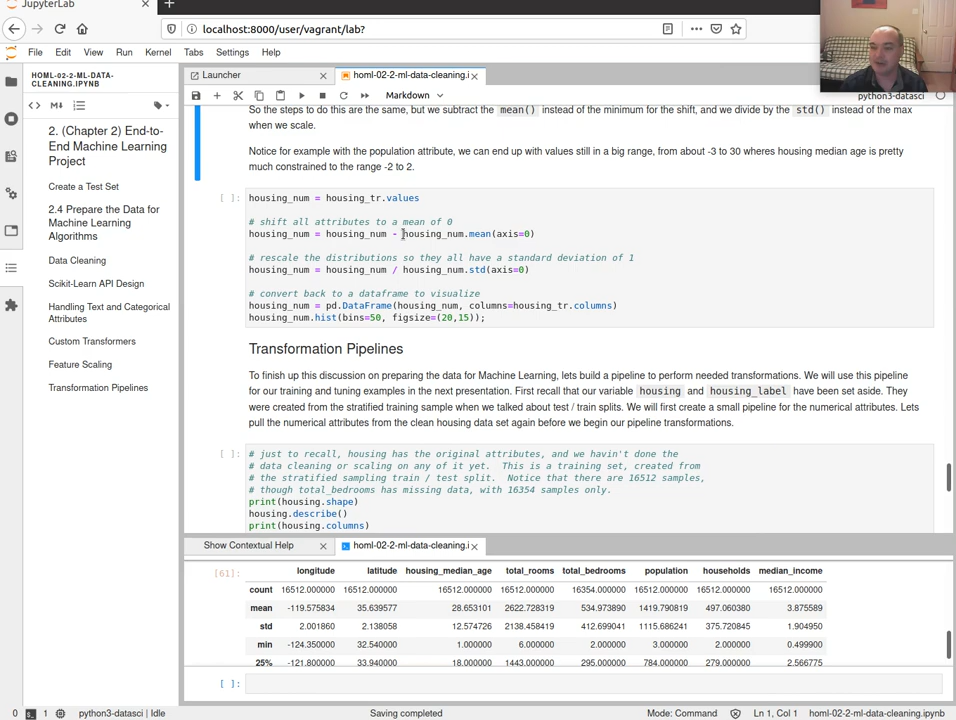 JupyterLab
localhost:8000/user/vagrant/lab?
File Edit View Run Kernel Tabs Settings Help
HOML-02-2-ML-DATA-
CLEANING.IPYNB
Launcher
homl-02-2-ml-data-cleaning.i
Markdown
python3-datasci
2. (Chapter 2) End-to-
End Machine Learning
Project
Create a Test Set
2.4 Prepare the Data for
Machine Learning
Algorithms
Data Cleaning
Scikit-Learn API Design
Handling Text and Categorical
Attributes
Custom Transformers
Feature Scaling
Transformation Pipelines
So the steps to do this are the same, but we subtract the mean() instead of the minimum for the shift, and we divide by the std() instead of the max
when we scale.
Notice for example with the population attribute, we can end up with values still in a big range, from about -3 to 30 wheres housing median age is pretty
much constrained to the range -2 to 2.
[ ]: housing_num = housing_tr.values
# shift all attributes to a mean of 0
housing_num = housing_num - housing_num.mean(axis=0)
# rescale the distributions so they all have a standard deviation of 1
housing_num = housing_num / housing_num.std(axis=0)
# convert back to a dataframe to visualize
housing_num = pd.DataFrame(housing_num, columns=housing_tr.columns)
housing_num.hist(bins=50, figsize=(20,15));
Transformation Pipelines
To finish up this discussion on preparing the data for Machine Learning, lets build a pipeline to perform needed transformations. We will use this pipeline
for our training and tuning examples in the next presentation. First recall that our variable housing and housing_label have been set aside. They
were created from the stratified training sample when we talked about test / train splits. We will first create a small pipeline for the numerical attributes. Lets
pull the numerical attributes from the clean housing data set again before we begin our pipeline transformations.
[ ]: # just to recall, housing has the original attributes, and we havin't done the
# data cleaning or scaling on any of it yet. This is a training set, created from
# the stratified sampling train / test split. Notice that there are 16512 samples,
# though total_bedrooms has missing data, with 16354 samples only.
print(housing.shape)
housing.describe()
print(housing.columns)
Show Contextual Help
homl-02-2-ml-data-cleaning.i
[61]: longitude latitude housing_median_age total_rooms total_bedrooms population households median_income
count 16512.000000 16512.000000 16512.000000 16512.000000 16354.000000 16512.000000 16512.000000 16512.000000
mean -119.575834 35.639577 28.653101 2622.728319 534.973890 1419.790819 497.060380 3.875589
std 2.001860 2.138058 12.574726 2138.458419 412.699041 1115.686241 375.720845 1.904950
min -124.350000 32.540000 1.000000 6.000000 2.000000 3.000000 2.000000 0.499900
25% -121.800000 33.940000 18.000000 1443.000000 295.000000 784.000000 279.000000 2.566775
[ ]:
0 1 python3-datasci | Idle Saving completed Mode: Command Ln 1, Col 1 homl-02-2-ml-data-cleaning.ipynb